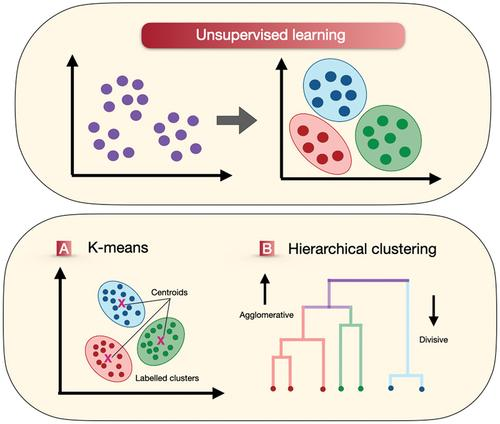 Unsupervised learning
A K-means
Centroids
X
X
X
Labelled clusters
B Hierarchical clustering
Agglomerative
Divisive